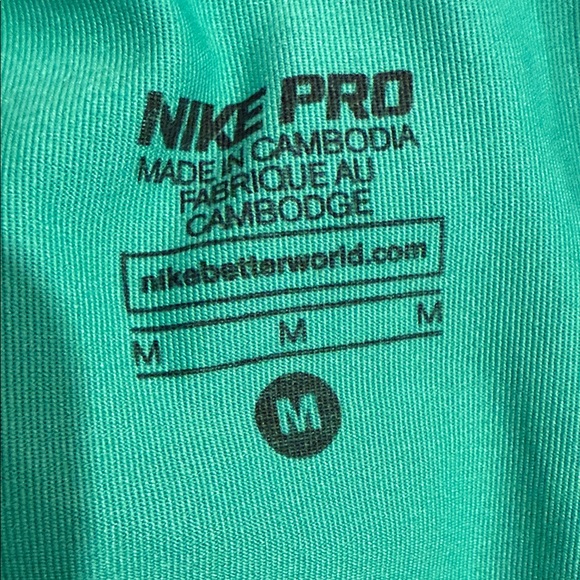 NIKE PRO
MADE IN CAMBODIA
FABRIQUE AU
CAMBODGE
nikebetterworld.com
M M M
M